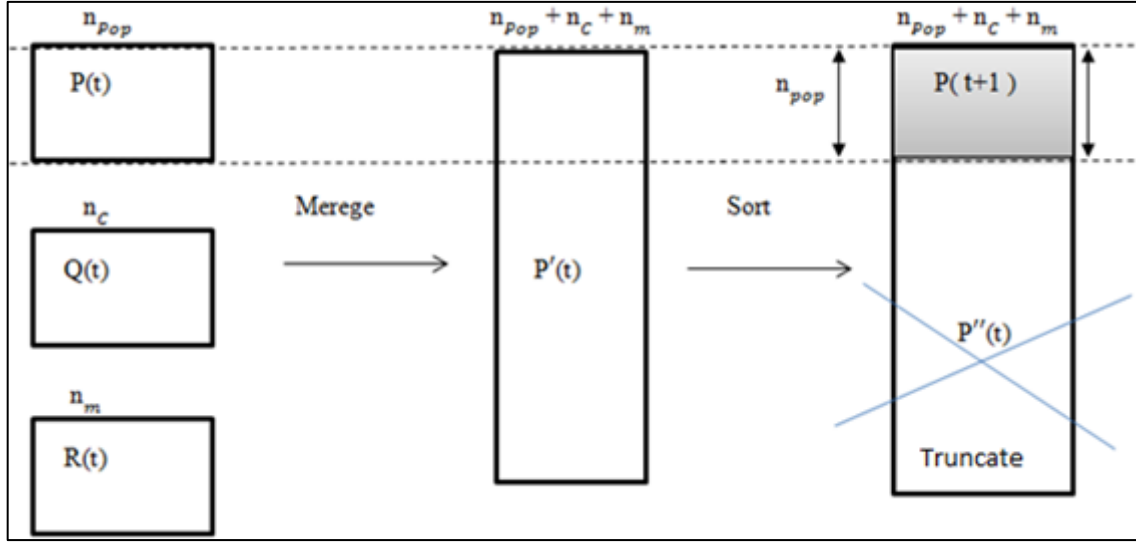 n_pop
P(t)
n_c
Q(t)
n_m
R(t)
Merege
n_pop + n_c + n_m
P′(t)
Sort
n_pop + n_c + n_m
n_pop
P( t+1 )
P′′(t)
Truncate